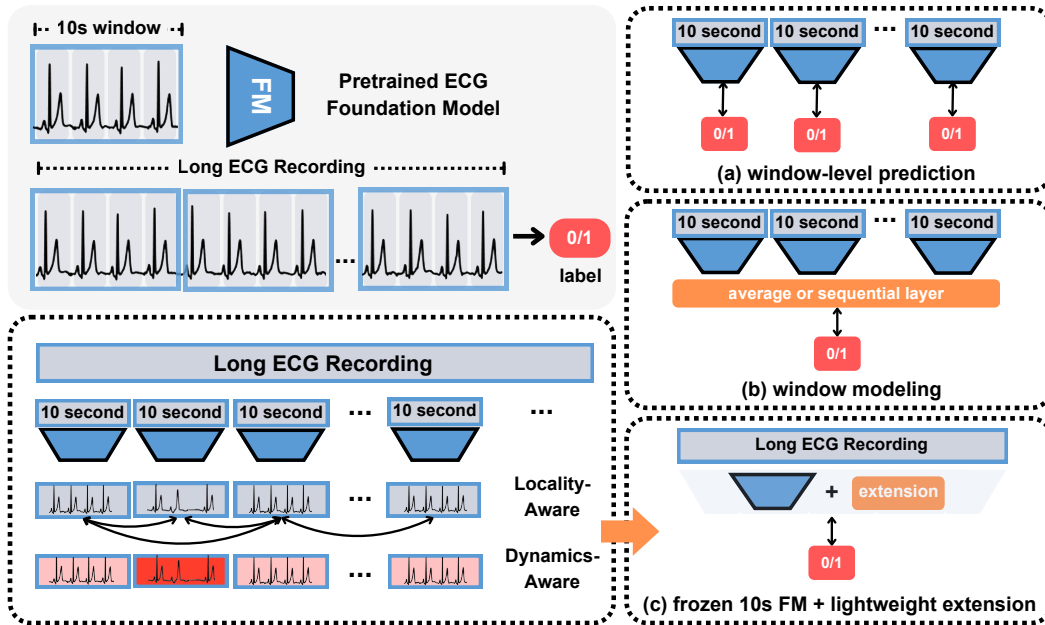 10s window
FM
Pretrained ECG
Foundation Model
Long ECG Recording
...
0/1
label
Long ECG Recording
10 second
10 second
10 second
...
10 second
...
...
Locality-
Aware
...
Dynamics-
Aware
10 second
10 second
...
10 second
0/1
0/1
0/1
(a) window-level prediction
10 second
10 second
...
10 second
average or sequential layer
0/1
(b) window modeling
Long ECG Recording
+
extension
0/1
(c) frozen 10s FM + lightweight extension